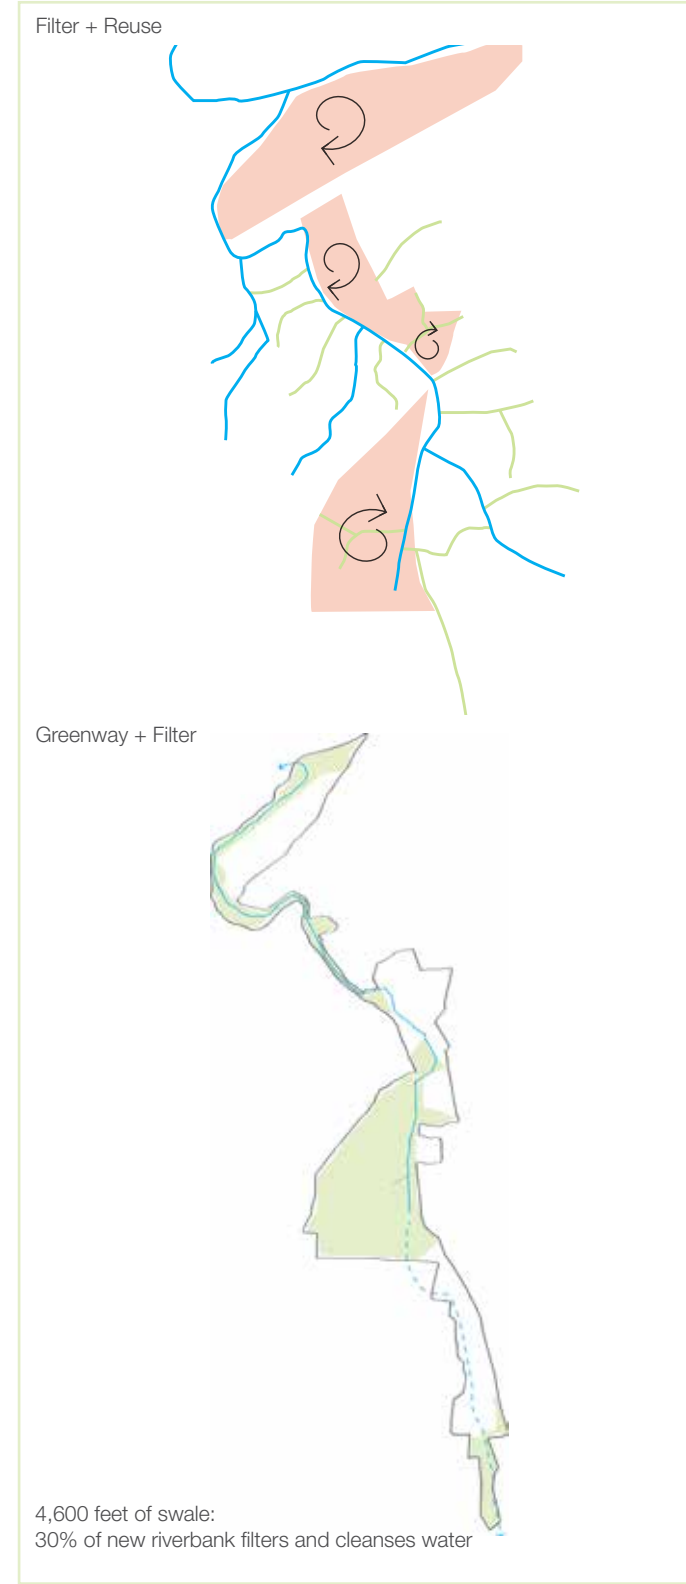 Filter + Reuse
Greenway + Filter
4,600 feet of swale:
30% of new riverbank filters and cleanses water